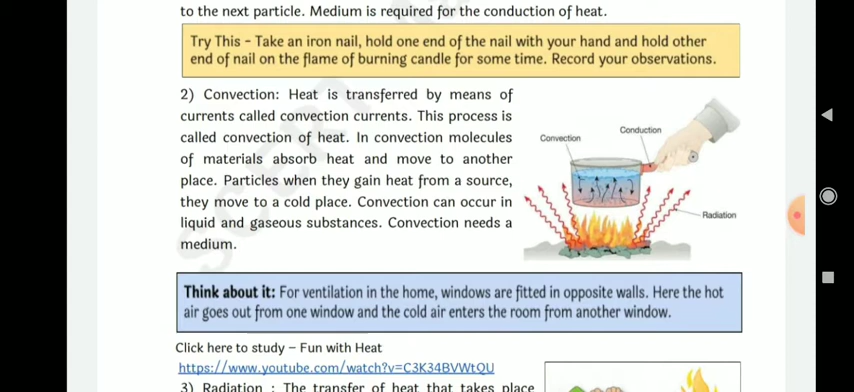 to the next particle. Medium is required for the conduction of heat.
Try This - Take an iron nail, hold one end of the nail with your hand and hold other
end of nail on the flame of burning candle for some time. Record your observations.
2) Convection: Heat is transferred by means of
currents called convection currents. This process is
called convection of heat. In convection molecules
of materials absorb heat and move to another
place. Particles when they gain heat from a source,
they move to a cold place. Convection can occur in
liquid and gaseous substances. Convection needs a
medium.
Convection
Conduction
Radiation
Think about it: For ventilation in the home, windows are fitted in opposite walls. Here the hot
air goes out from one window and the cold air enters the room from another window.
Click here to study – Fun with Heat
https://www.youtube.com/watch?v=C3K34BVWtQU
3) Radiation : The transfer of heat that takes place